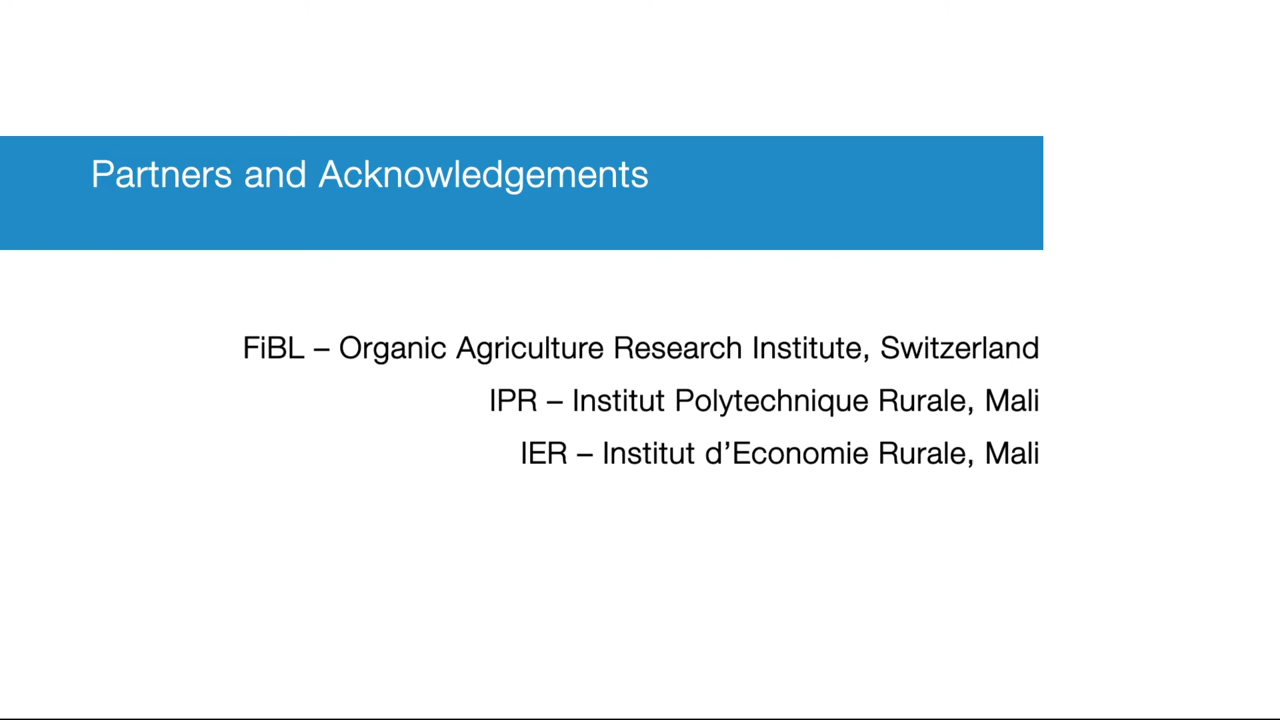 Partners and Acknowledgements
FiBL – Organic Agriculture Research Institute, Switzerland
IPR – Institut Polytechnique Rurale, Mali
IER – Institut d’Economie Rurale, Mali